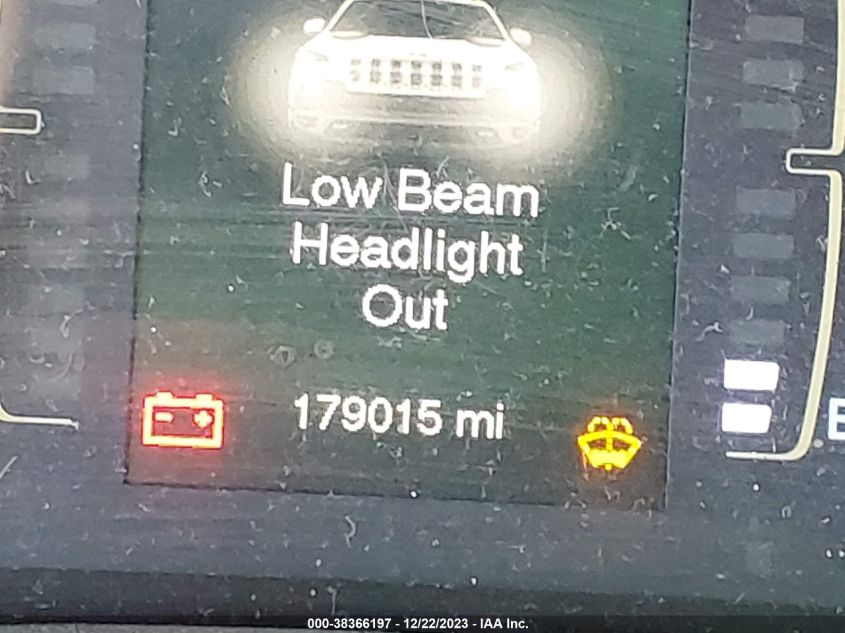 Low Beam
Headlight
Out
179015 mi
E
000-38366197 - 12/22/2023 - IAA Inc.